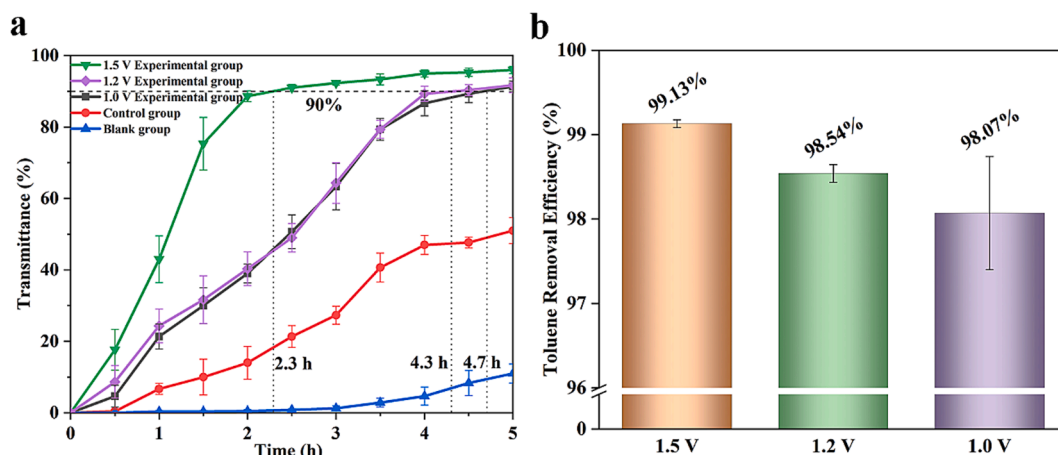 a
100
80
60
40
20
0
Transmittance (%)
1.5 V Experimental group
1.2 V Experimental group
1.0 V Experimental group
Control group
Blank group
90%
2.3 h
4.3 h
4.7 h
0
1
2
3
4
5
Time (h)
b
100
99
98
97
96
0
Toluene Removal Efficiency (%)
99.13%
98.54%
98.07%
1.5 V
1.2 V
1.0 V